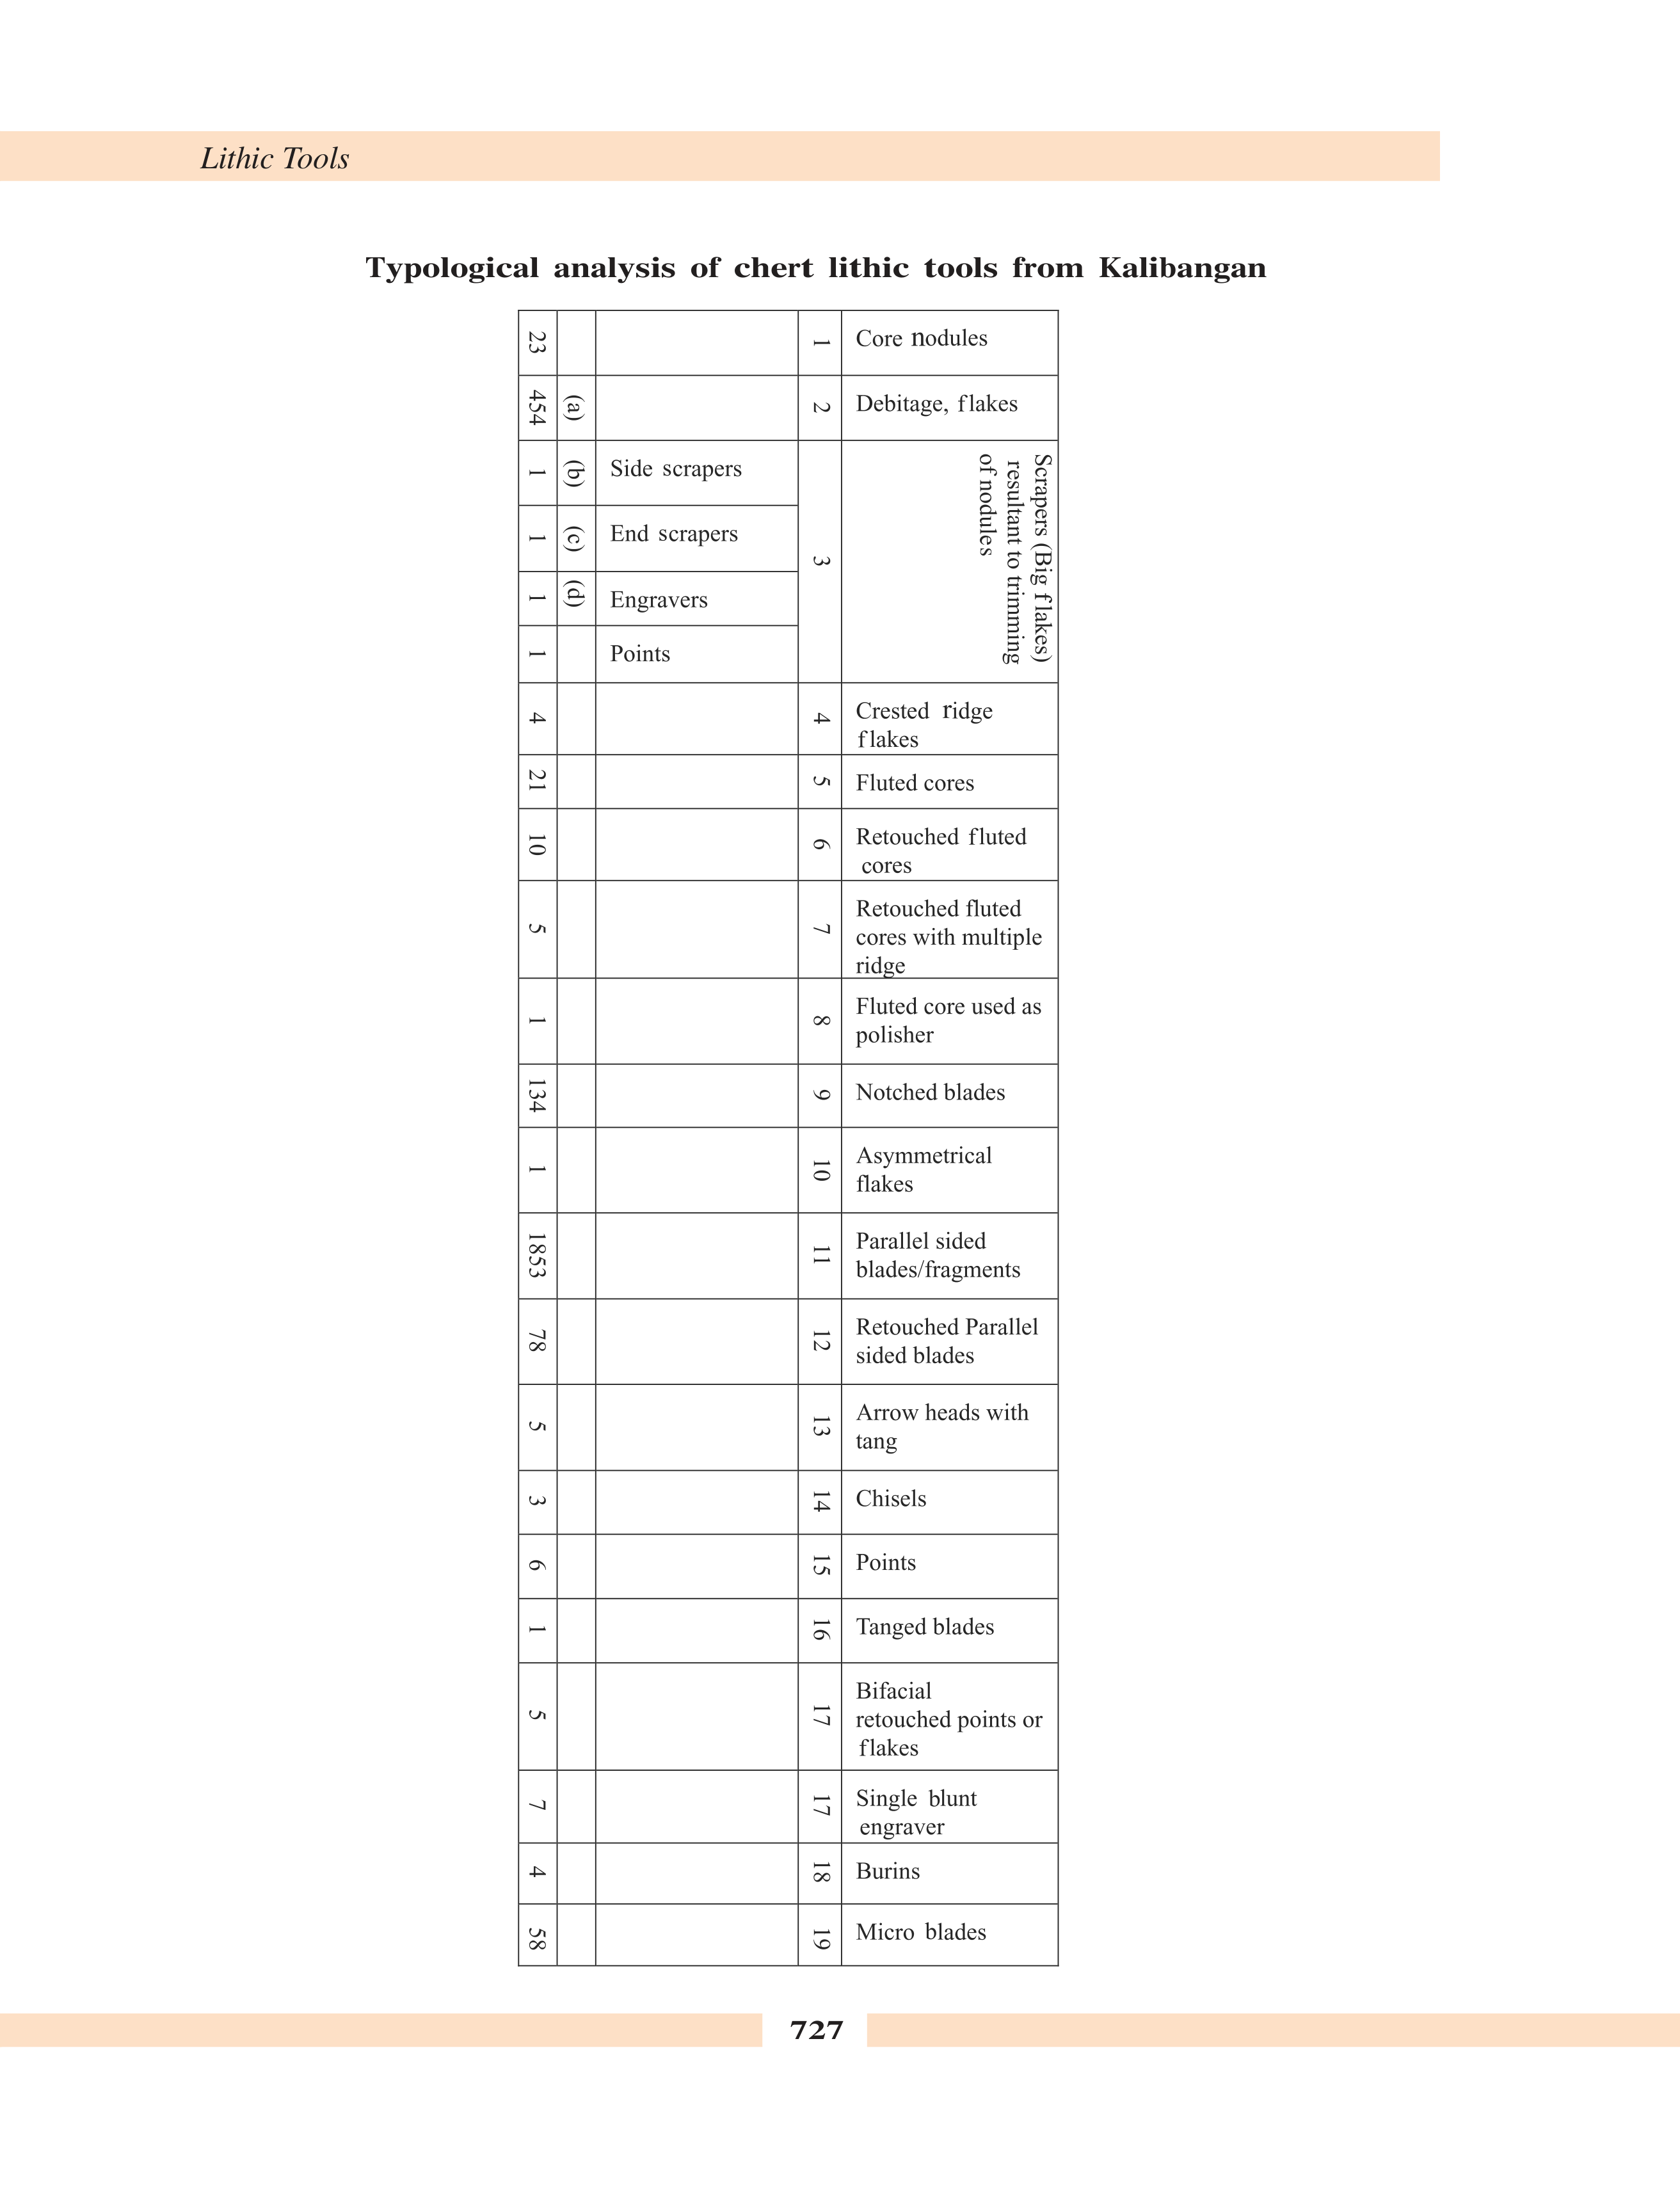 Lithic Tools
Typological analysis of chert lithic tools from Kalibangan
23 1 Core nodules
454 (a) 2 Debitage, flakes
1 (b) Side scrapers 3 Scrapers (Big flakes)
resultant to trimming
of nodules
1 (c) End scrapers
1 (d) Engravers
1 Points
4 4 Crested ridge
flakes
21 5 Fluted cores
10 6 Retouched fluted
cores
5 7 Retouched fluted
cores with multiple
ridge
1 8 Fluted core used as
polisher
134 9 Notched blades
1 10 Asymmetrical
flakes
1853 11 Parallel sided
blades/fragments
78 12 Retouched Parallel
sided blades
5 13 Arrow heads with
tang
3 14 Chisels
6 15 Points
1 16 Tanged blades
5 17 Bifacial
retouched points or
flakes
7 17 Single blunt
engraver
4 18 Burins
58 19 Micro blades
727